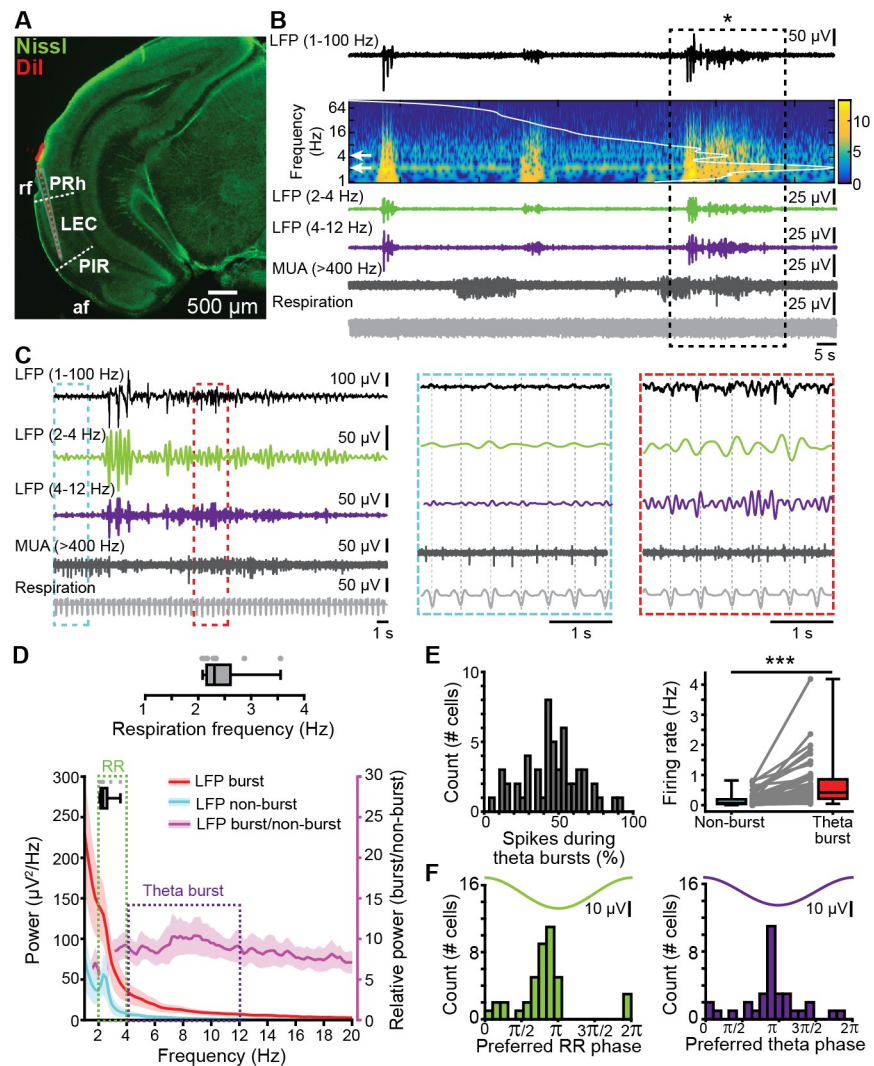 A
Nissl
DiI
rf
PRh
LEC
PIR
af
500 µm
B
*
LFP (1-100 Hz)
50 µV
Frequency
(Hz)
64
16
4
1
10
5
0
LFP (2-4 Hz)
25 µV
LFP (4-12 Hz)
25 µV
MUA (>400 Hz)
25 µV
Respiration
25 µV
5 s
C
LFP (1-100 Hz)
100 µV
LFP (2-4 Hz)
50 µV
LFP (4-12 Hz)
50 µV
MUA (>400 Hz)
50 µV
Respiration
50 µV
1 s
1 s
1 s
D
1 2 3 4
Respiration frequency (Hz)
RR
LFP burst
LFP non-burst
LFP burst/non-burst
Theta burst
Power (µV²/Hz)
300
250
200
150
100
50
0
Relative power (burst/non-burst)
30
25
20
15
10
5
0
2 4 6 8 10 12 14 16 18 20
Frequency (Hz)
E
Count (# cells)
10
5
0
0 50 100
Spikes during
theta bursts (%)
***
Firing rate (Hz)
4
3
2
1
0
Non-burst
Theta
burst
F
Count (# cells)
16
12
8
4
0
10 µV
0 π/2 π 3π/2 2π
Preferred RR phase
Count (# cells)
16
12
8
4
0
10 µV
0 π/2 π 3π/2 2π
Preferred theta phase